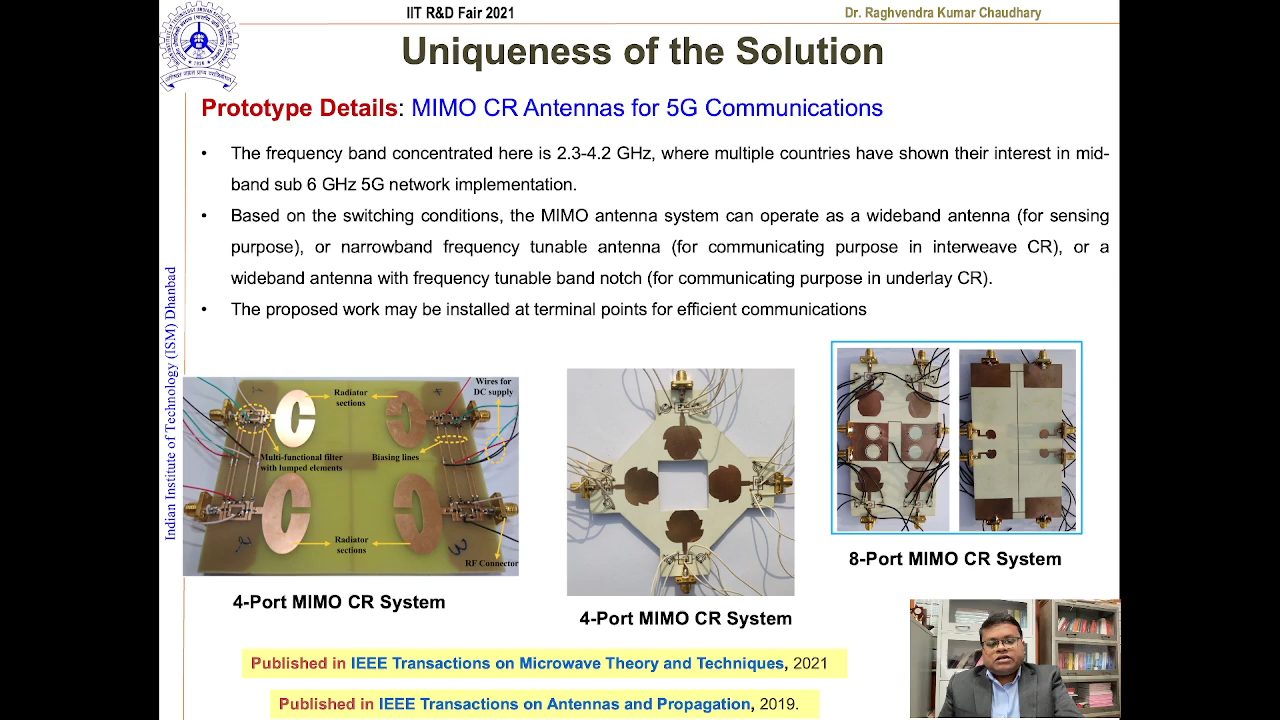 IIT R&D Fair 2021
Dr. Raghvendra Kumar Chaudhary
Uniqueness of the Solution
Prototype Details: MIMO CR Antennas for 5G Communications
• The frequency band concentrated here is 2.3-4.2 GHz, where multiple countries have shown their interest in mid-
band sub 6 GHz 5G network implementation.
• Based on the switching conditions, the MIMO antenna system can operate as a wideband antenna (for sensing
purpose), or narrowband frequency tunable antenna (for communicating purpose in interweave CR), or a
wideband antenna with frequency tunable band notch (for communicating purpose in underlay CR).
• The proposed work may be installed at terminal points for efficient communications
Indian Institute of Technology (ISM) Dhanbad
Radiator
sections
Wires for
DC supply
Multi-functional filter
with lumped elements
Biasing lines
Radiator
sections
3
RF Connector
4-Port MIMO CR System
4-Port MIMO CR System
8-Port MIMO CR System
Published in IEEE Transactions on Microwave Theory and Techniques, 2021
Published in IEEE Transactions on Antennas and Propagation, 2019.